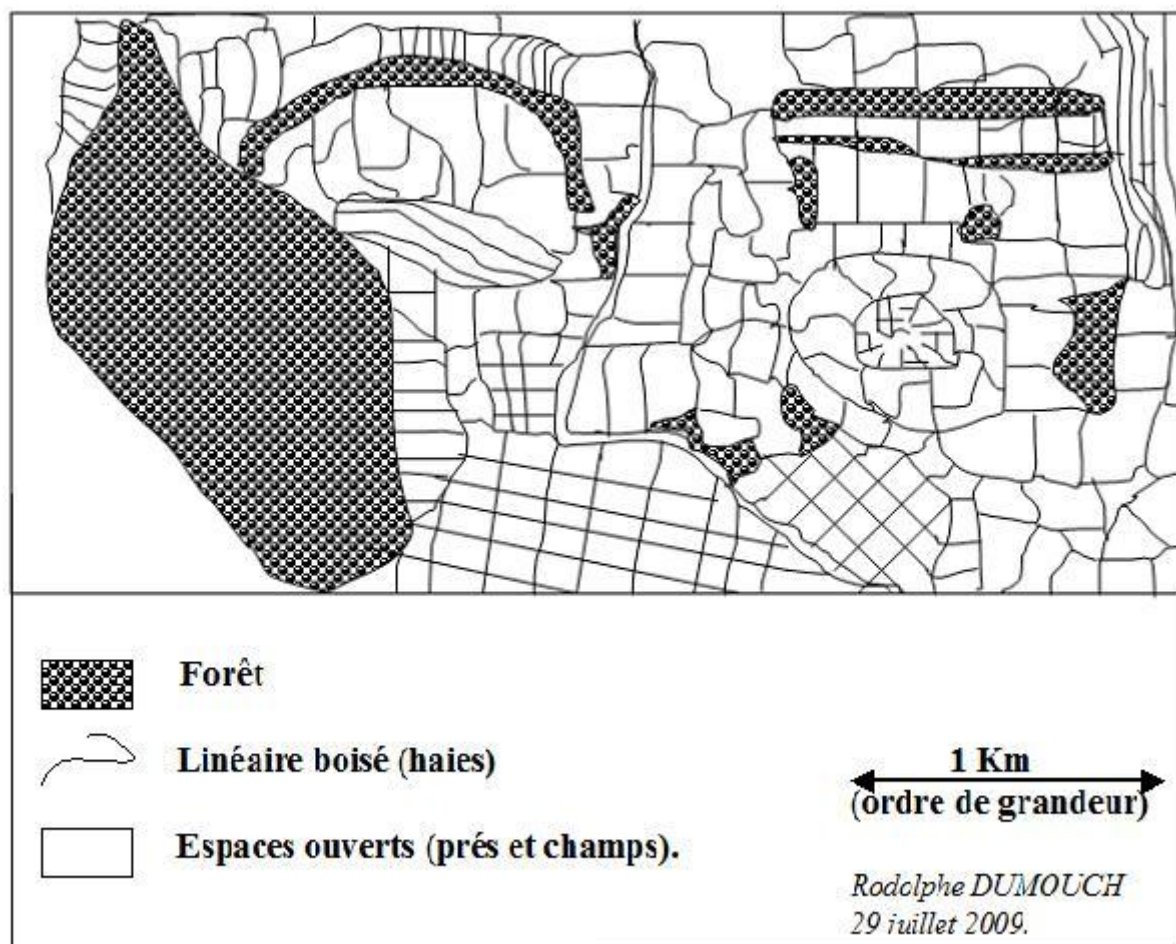 Forêt
Linéaire boisé (haies)
Espaces ouverts (prés et champs).
1 Km
(ordre de grandeur)
Rodolphe DUMOUCH
29 juillet 2009.